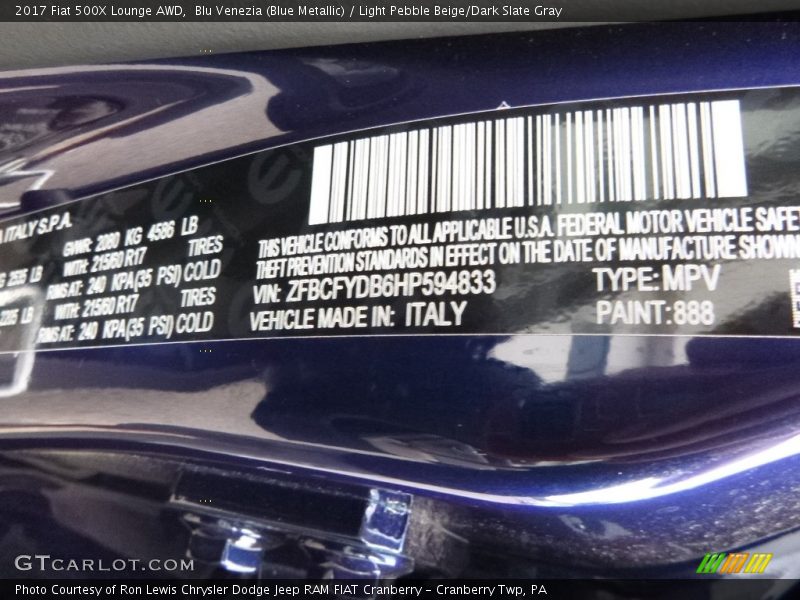 2017 Fiat 500X Lounge AWD, Blu Venezia (Blue Metallic) / Light Pebble Beige/Dark Slate Gray
ITALY S.P.A.
GVWR: 2080 KG 4586 LB
LB WITH: 215/60 R17 TIRES
RIMS AT: 240 KPA(35 PSI) COLD
LB WITH: 215/60 R17 TIRES
RIMS AT: 240 KPA(35 PSI) COLD
THIS VEHICLE CONFORMS TO ALL APPLICABLE U.S.A. FEDERAL MOTOR VEHICLE SAFE
THEFT PREVENTION STANDARDS IN EFFECT ON THE DATE OF MANUFACTURE SHOWN
VIN: ZFBCFYDB6HP594833 TYPE: MPV
VEHICLE MADE IN: ITALY PAINT: 888
GTCARLOT.COM
Photo Courtesy of Ron Lewis Chrysler Dodge Jeep RAM FIAT Cranberry – Cranberry Twp, PA